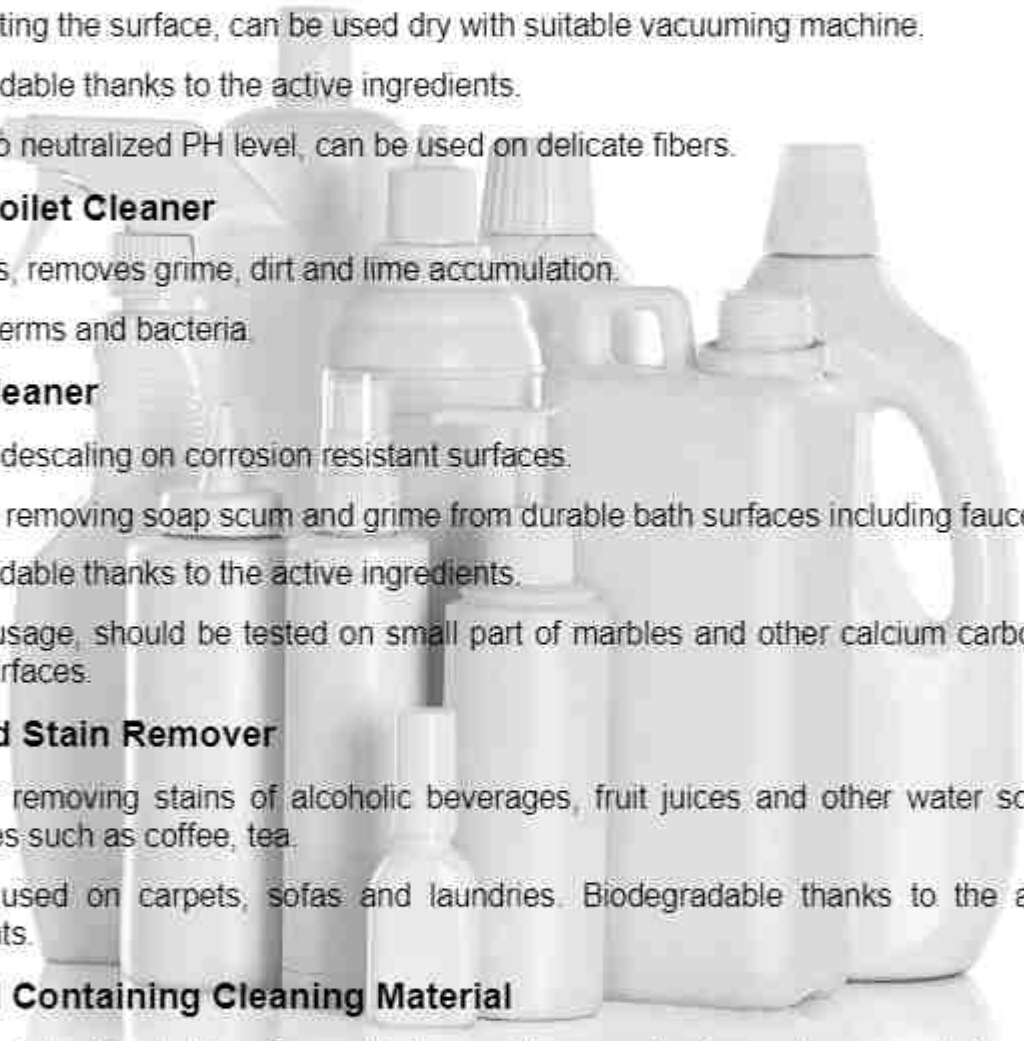 ting the surface, can be used dry with suitable vacuuming machine.
dable thanks to the active ingredients.
o neutralized PH level, can be used on delicate fibers.
oilet Cleaner
s, removes grime, dirt and lime accumulation.
erms and bacteria.
eaner
descaling on corrosion resistant surfaces.
removing soap scum and grime from durable bath surfaces including fauce
dable thanks to the active ingredients.
usage, should be tested on small part of marbles and other calcium carbo
rfaces.
d Stain Remover
removing stains of alcoholic beverages, fruit juices and other water so
es such as coffee, tea.
used on carpets, sofas and laundries. Biodegradable thanks to the a
ts.
Containing Cleaning Material